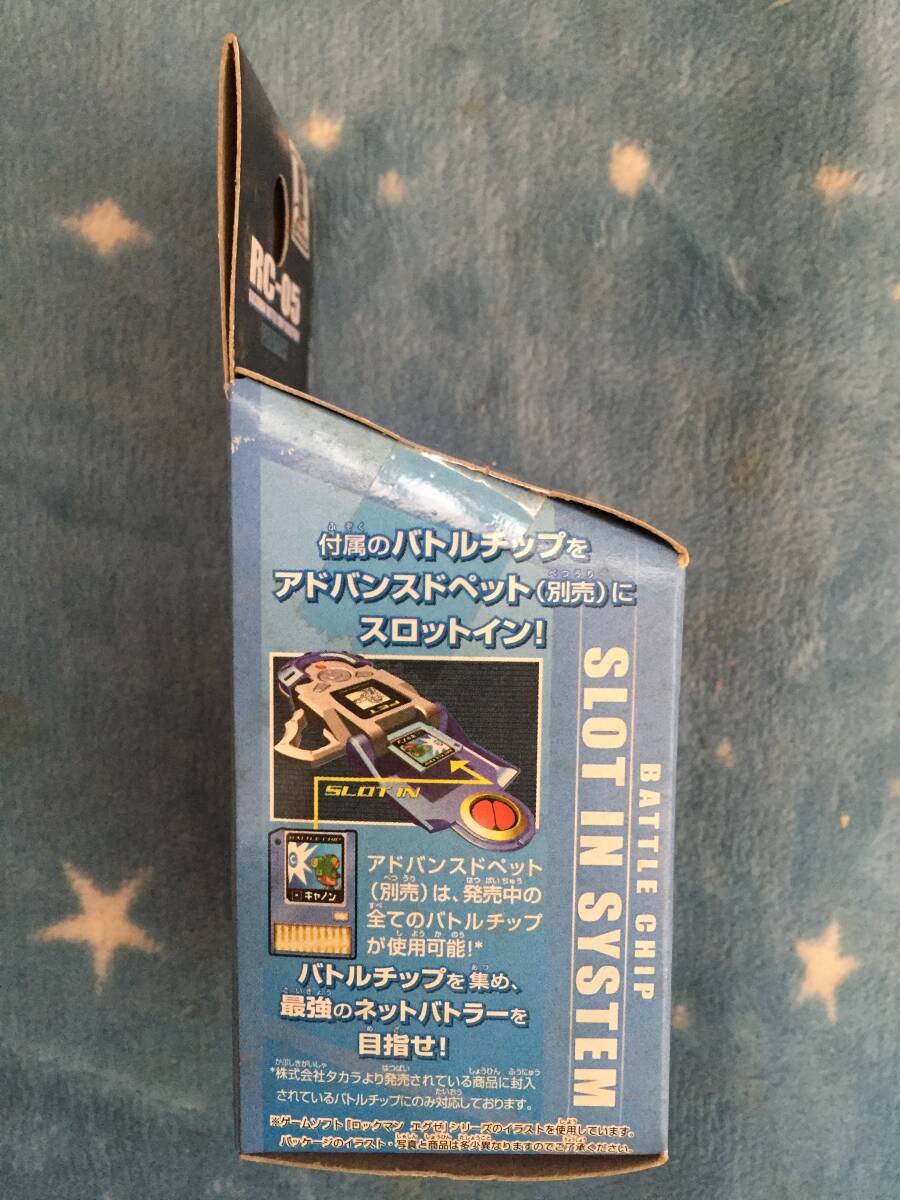 RC-05
付属のバトルチップを
アドバンスドペット(別売)に
スロットイン!
PET
SLOT IN
BATTLE CHIP
キャノン
アドバンスドペット
(別売)は、発売中の
全てのバトルチップ
が使用可能!*
バトルチップを集め、
最強のネットバトラーを
目指せ!
*株式会社タカラより発売されている商品に封入
されているバトルチップにのみ対応しております。
※ゲームソフト『ロックマン エグゼ』シリーズのイラストを使用しています。
パッケージのイラスト・写真と商品は多少異なりますのでご了承ください。
BATTLE CHIP
SLOT IN SYSTEM